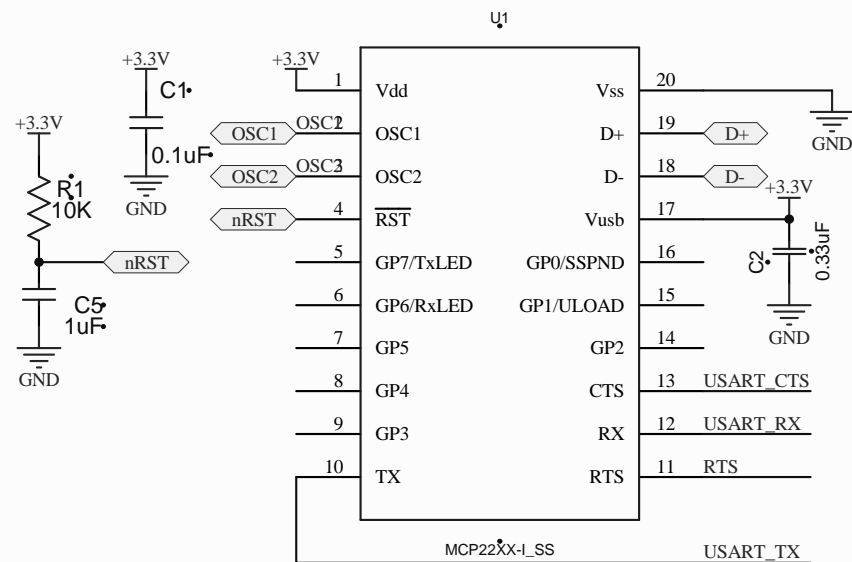 U1
+3.3V
C1
0.1uF
GND
+3.3V
R1
10K
nRST
C5
1uF
GND
+3.3V
1 Vdd
OSC1 OSC1 2 OSC1
OSC2 OSC2 3 OSC2
nRST 4 RST
5 GP7/TxLED
6 GP6/RxLED
7 GP5
8 GP4
9 GP3
10 TX
Vss 20
GND
D+ 19 D+
D- 18 D-
+3.3V
Vusb 17
C2
0.33uF
GND
GP0/SSPND 16
GP1/ULOAD 15
GP2 14
CTS 13 USART_CTS
RX 12 USART_RX
RTS 11 RTS
MCP22XX-I_SS
USART_TX